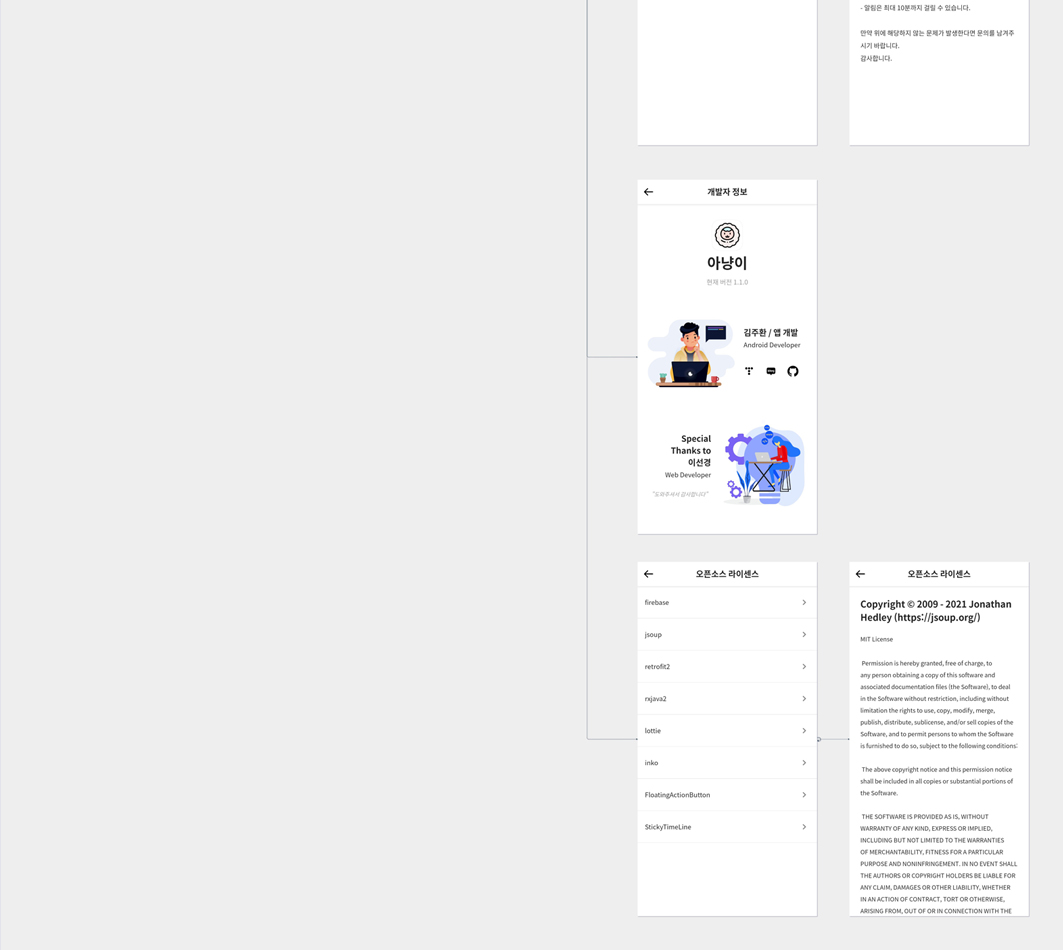 - 알림은 최대 10분까지 걸릴 수 있습니다.
만약 위에 해당하지 않는 문제가 발생한다면 문의를 남겨주
시기 바랍니다.
감사합니다.
개발자 정보
아냥이
현재 버전 1.1.0
김주환 / 앱 개발
Android Developer
Special
Thanks to
이선경
Web Developer
"도와주셔서 감사합니다"
오픈소스 라이센스
firebase
jsoup
retrofit2
rxjava2
lottie
inko
FloatingActionButton
StickyTimeLine
오픈소스 라이센스
Copyright © 2009 - 2021 Jonathan
Hedley (https://jsoup.org/)
MIT License
Permission is hereby granted, free of charge, to
any person obtaining a copy of this software and
associated documentation files (the Software), to deal
in the Software without restriction, including without
limitation the rights to use, copy, modify, merge,
publish, distribute, sublicense, and/or sell copies of the
Software, and to permit persons to whom the Software
is furnished to do so, subject to the following conditions:
The above copyright notice and this permission notice
shall be included in all copies or substantial portions of
the Software.
THE SOFTWARE IS PROVIDED AS IS, WITHOUT
WARRANTY OF ANY KIND, EXPRESS OR IMPLIED,
INCLUDING BUT NOT LIMITED TO THE WARRANTIES
OF MERCHANTABILITY, FITNESS FOR A PARTICULAR
PURPOSE AND NONINFRINGEMENT. IN NO EVENT SHALL
THE AUTHORS OR COPYRIGHT HOLDERS BE LIABLE FOR
ANY CLAIM, DAMAGES OR OTHER LIABILITY, WHETHER
IN AN ACTION OF CONTRACT, TORT OR OTHERWISE,
ARISING FROM, OUT OF OR IN CONNECTION WITH THE